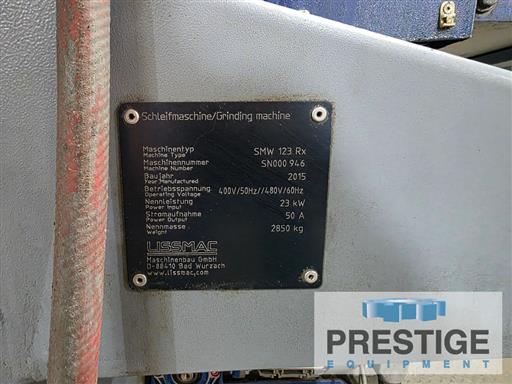 Schleifmaschine/Grinding machine
Maschinentyp SMW 123 Rx
Machine Type
Maschinennummer SN000946
Machine Number
Baujahr 2015
Year Manufactured
Betriebsspannung 400V/50Hz//480V/60Hz
Operating Voltage
Nennleistung 23 kW
Power Input
Stromaufnahme 50 A
Power Output
Nennmasse 2850 kg
Weight
LISSMAC
Maschinenbau GmbH
D-88410 Bad Wurzach
www.lissmac.com
PRESTIGE
EQUIPMENT